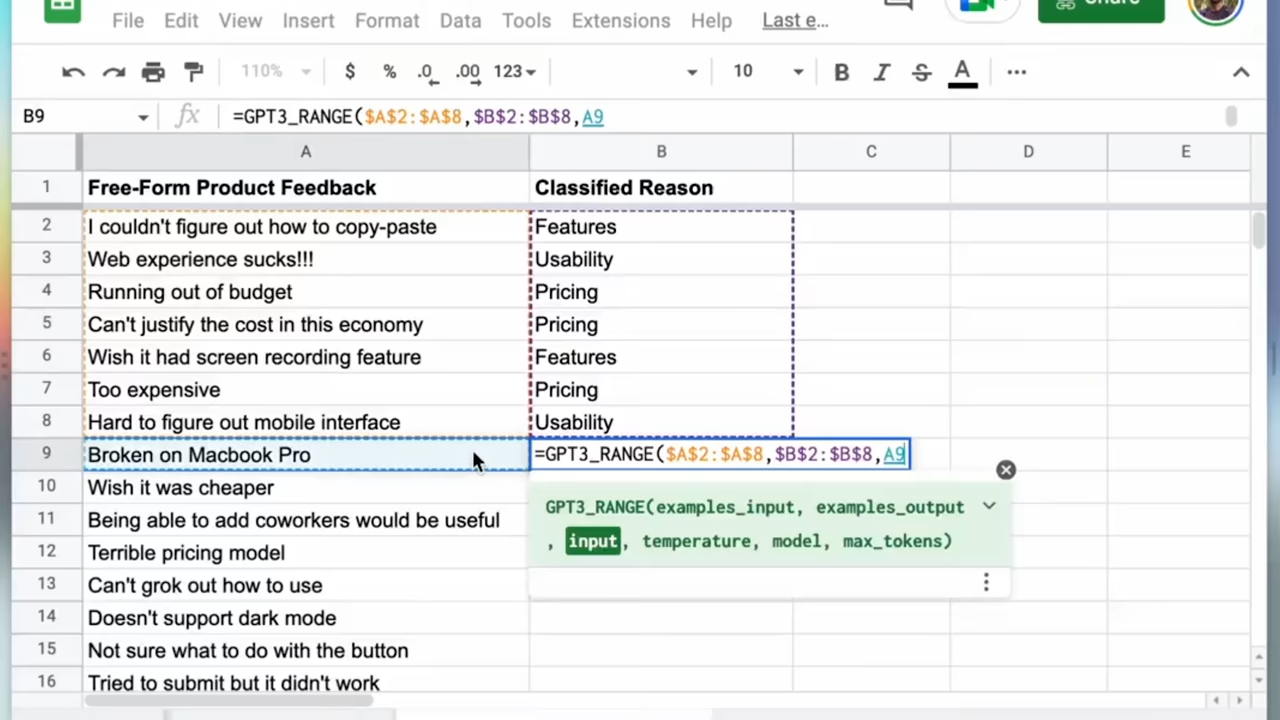 File Edit View Insert Format Data Tools Extensions Help Last e... Share
110% $ % .0 .00 123 10 B I S A ...
B9 fx =GPT3_RANGE($A$2:$A$8,$B$2:$B$8,A9
A B C D E
1 Free-Form Product Feedback Classified Reason
2 I couldn't figure out how to copy-paste Features
3 Web experience sucks!!! Usability
4 Running out of budget Pricing
5 Can't justify the cost in this economy Pricing
6 Wish it had screen recording feature Features
7 Too expensive Pricing
8 Hard to figure out mobile interface Usability
9 Broken on Macbook Pro =GPT3_RANGE($A$2:$A$8,$B$2:$B$8,A9
10 Wish it was cheaper
GPT3_RANGE(examples_input, examples_output
11 Being able to add coworkers would be useful
, input, temperature, model, max_tokens)
12 Terrible pricing model
13 Can't grok out how to use
14 Doesn't support dark mode
15 Not sure what to do with the button
16 Tried to submit but it didn't work